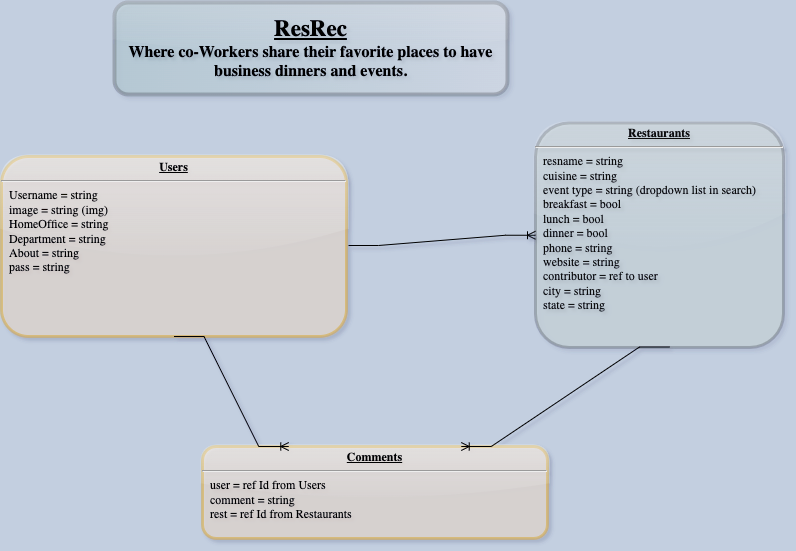 ResRec
Where co-Workers share their favorite places to have
business dinners and events.
Users
Username = string
image = string (img)
HomeOffice = string
Department = string
About = string
pass = string
Restaurants
resname = string
cuisine = string
event type = string (dropdown list in search)
breakfast = bool
lunch = bool
dinner = bool
phone = string
website = string
contributor = ref to user
city = string
state = string
Comments
user = ref Id from Users
comment = string
rest = ref Id from Restaurants